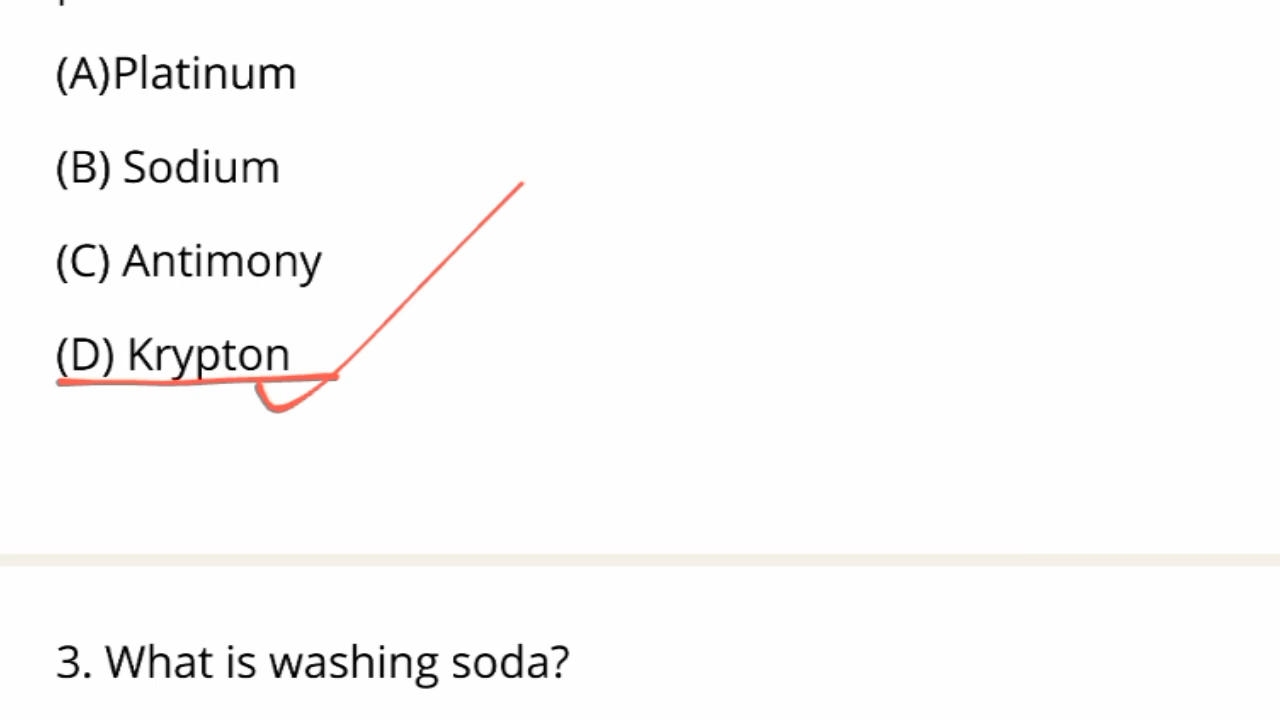 (A)Platinum
(B) Sodium
(C) Antimony
(D) Krypton
3. What is washing soda?